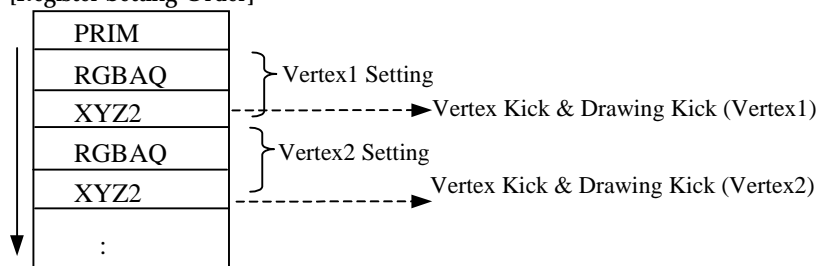 [Register Setting Order]
PRIM
RGBAQ
Vertex1 Setting
XYZ2
Vertex Kick & Drawing Kick (Vertex1)
RGBAQ
Vertex2 Setting
XYZ2
Vertex Kick & Drawing Kick (Vertex2)
: